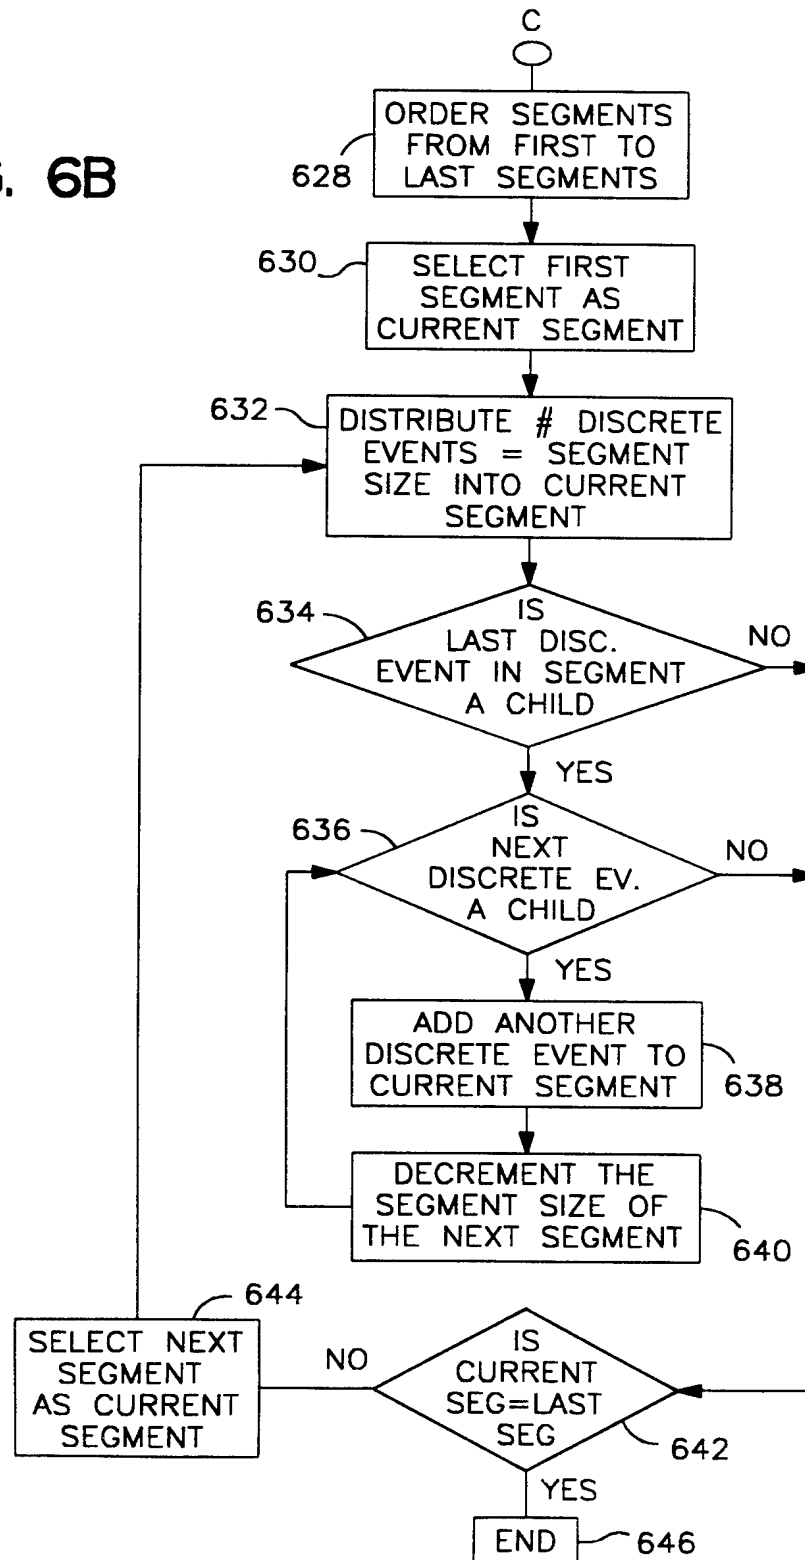 C
ORDER SEGMENTS
FROM FIRST TO
LAST SEGMENTS
628
. 6B
630
SELECT FIRST
SEGMENT AS
CURRENT SEGMENT
632
DISTRIBUTE # DISCRETE
EVENTS = SEGMENT
SIZE INTO CURRENT
SEGMENT
634
IS
LAST DISC.
EVENT IN SEGMENT
A CHILD
NO
YES
636
IS
NEXT
DISCRETE EV.
A CHILD
NO
YES
ADD ANOTHER
DISCRETE EVENT TO
CURRENT SEGMENT
638
DECREMENT THE
SEGMENT SIZE OF
THE NEXT SEGMENT
640
644
SELECT NEXT
SEGMENT
AS CURRENT
SEGMENT
NO
IS
CURRENT
SEG=LAST
SEG
642
YES
END
646